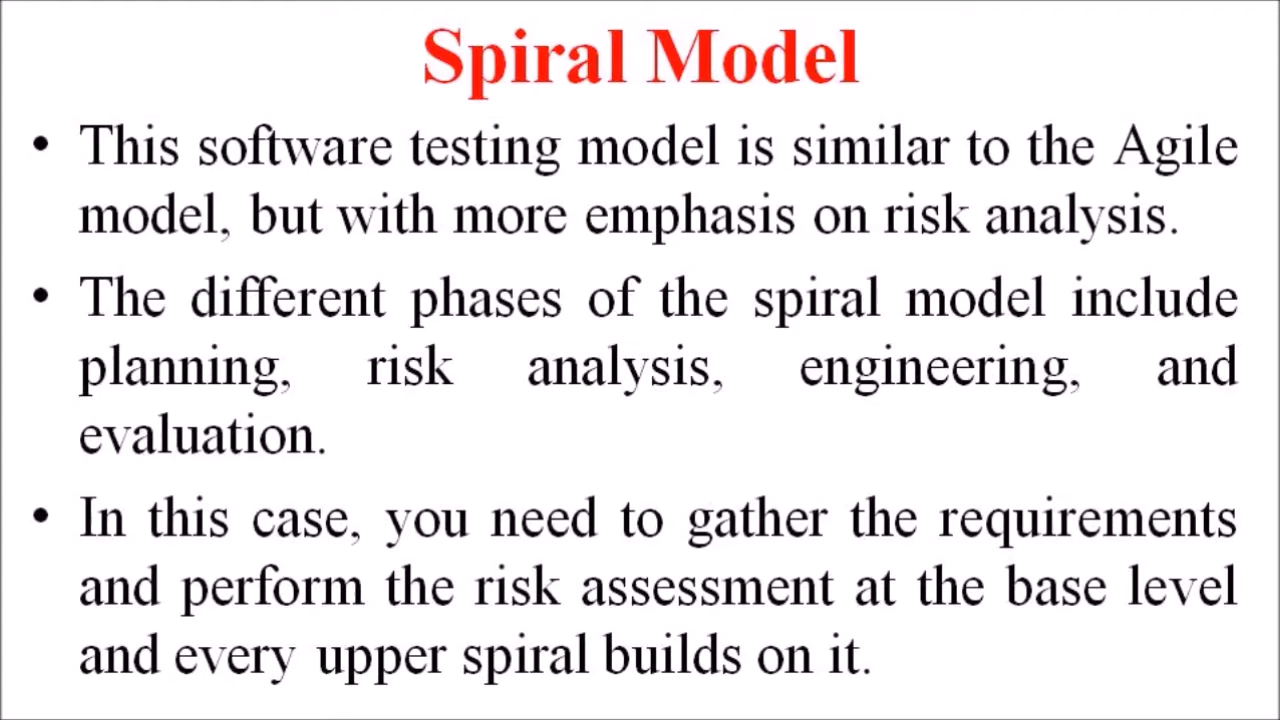 Spiral Model
• This software testing model is similar to the Agile
model, but with more emphasis on risk analysis.
• The different phases of the spiral model include
planning, risk analysis, engineering, and
evaluation.
• In this case, you need to gather the requirements
and perform the risk assessment at the base level
and every upper spiral builds on it.